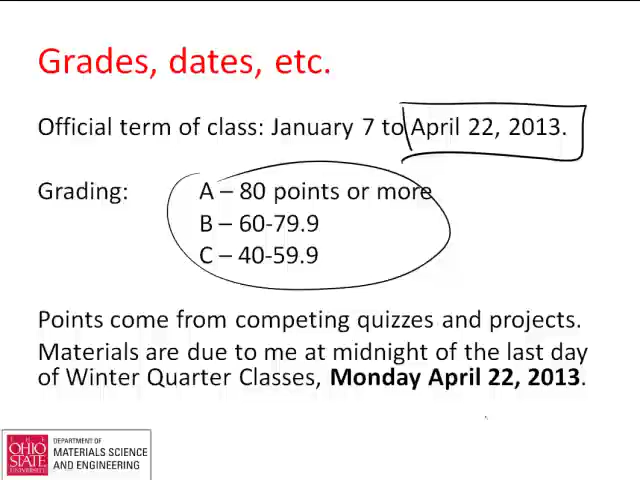 Grades, dates, etc.
Official term of class: January 7 to April 22, 2013.
Grading: A – 80 points or more
B – 60-79.9
C – 40-59.9
Points come from competing quizzes and projects.
Materials are due to me at midnight of the last day
of Winter Quarter Classes, Monday April 22, 2013.
THE
OHIO
STATE
UNIVERSITY
DEPARTMENT OF
MATERIALS SCIENCE
AND ENGINEERING